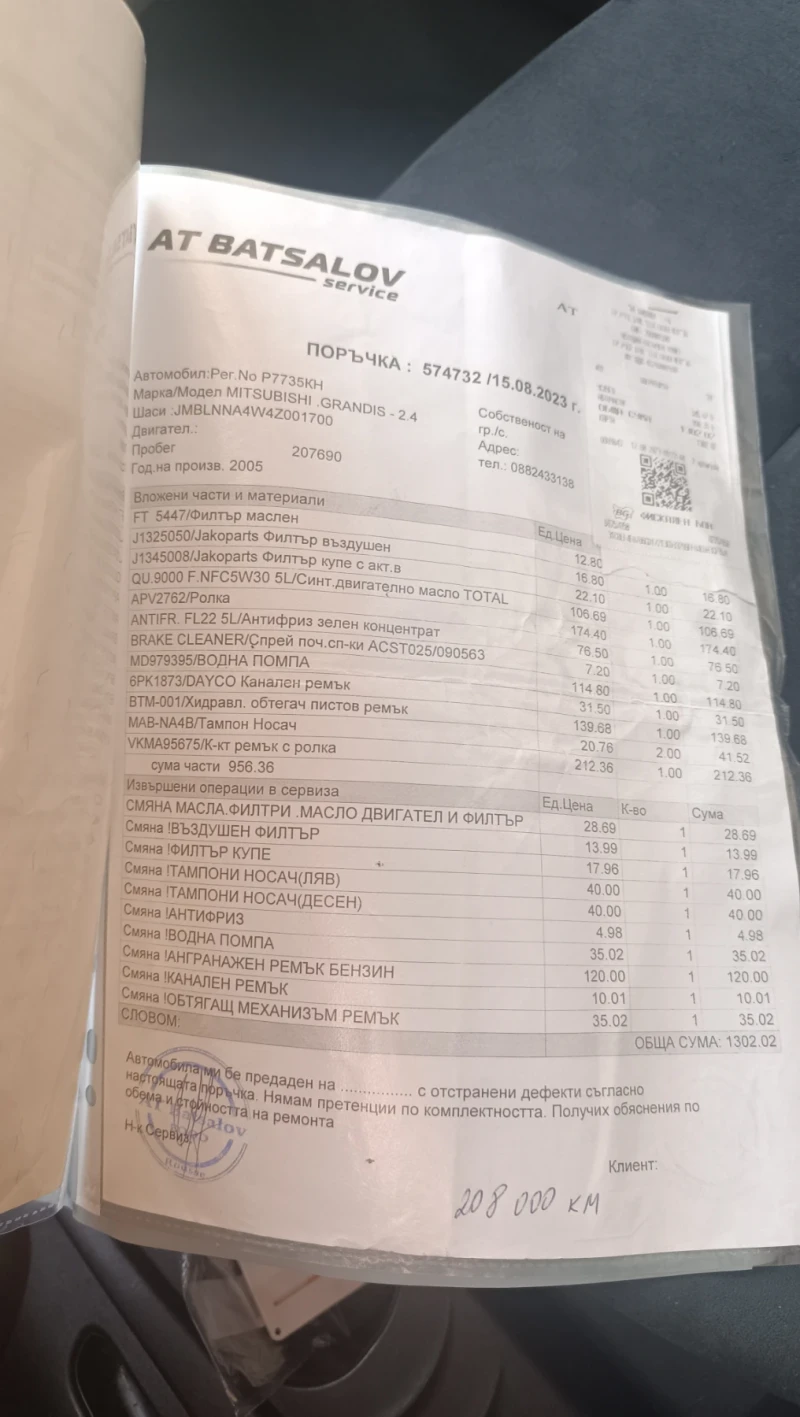 AT BATSALOV
service
АТ
ПОРЪЧКА : 574732 /15.08.2023 г.
Автомобил:Рег.No P7735KH
Марка/Модел MITSUBISHI .GRANDIS - 2.4
Шаси :JMBLNNA4W4Z001700
Двигател.:
Пробег 207690
Год.на произв. 2005
Собственост на
гр./с.
Адрес:
тел.: 0882433138
ФИСКАЛЕН БОН
Вложени части и материали Ед.Цена
FT 5447/Филтър маслен 12.80
J1325050/Jakoparts Филтър въздушен 16.80 1.00 16.80
J1345008/Jakoparts Филтър купе с акт.в 22.10 1.00 22.10
QU.9000 F.NFC5W30 5L/Синт.двигателно масло TOTAL 106.69 1.00 106.69
APV2762/Ролка 174.40 1.00 174.40
ANTIFR. FL22 5L/Антифриз зелен концентрат 76.50 1.00 76.50
BRAKE CLEANER/Спрей поч.сп-ки ACST025/090563 7.20 1.00 7.20
MD979395/ВОДНА ПОМПА 114.80 1.00 114.80
6PK1873/DAYCO Канален ремък 31.50 1.00 31.50
BTM-001/Хидравл. обтегач пистов ремък 139.68 1.00 139.68
MAB-NA4B/Тампон Носач 20.76 2.00 41.52
VKMA95675/К-кт ремък с ролка 212.36 1.00 212.36
сума части 956.36
Извършени операции в сервиза Ед.Цена К-во Сума
СМЯНА МАСЛА.ФИЛТРИ .МАСЛО ДВИГАТЕЛ И ФИЛТЪР 28.69 1 28.69
Смяна !ВЪЗДУШЕН ФИЛТЪР 13.99 1 13.99
Смяна !ФИЛТЪР КУПЕ 17.96 1 17.96
Смяна !ТАМПОНИ НОСАЧ(ЛЯВ) 40.00 1 40.00
Смяна !ТАМПОНИ НОСАЧ(ДЕСЕН) 40.00 1 40.00
Смяна !АНТИФРИЗ 4.98 1 4.98
Смяна !ВОДНА ПОМПА 35.02 1 35.02
Смяна !АНГРАНАЖЕН РЕМЪК БЕНЗИН 120.00 1 120.00
Смяна !КАНАЛЕН РЕМЪК 10.01 1 10.01
Смяна !ОБТЯГАЩ МЕХАНИЗЪМ РЕМЪК 35.02 1 35.02
СЛОВОМ: ОБЩА СУМА: 1302.02
Автомобила ми бе предаден на ................ с отстранени дефекти съгласно
настоящата поръчка. Нямам претенции по комплектността. Получих обяснения по
обема и стойността на ремонта
Н-к Сервиз:
At Batsalov
Клиент:
208 000 км